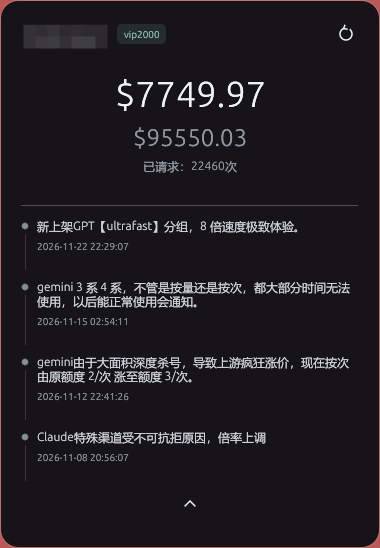 vip2000
$7749.97
$95550.03
已请求：22460次
新上架GPT【ultrafast】分组，8 倍速度极致体验。
2026-11-22 22:29:07
gemini 3 系 4 系，不管是按量还是按次，都大部分时间无法
使用，以后能正常使用会通知。
2026-11-15 02:54:11
gemini由于大面积深度杀号，导致上游疯狂涨价，现在按次
由原额度 2/次 涨至额度 3/次。
2026-11-12 22:41:26
Claude特殊渠道受不可抗拒原因，倍率上调
2026-11-08 20:56:07